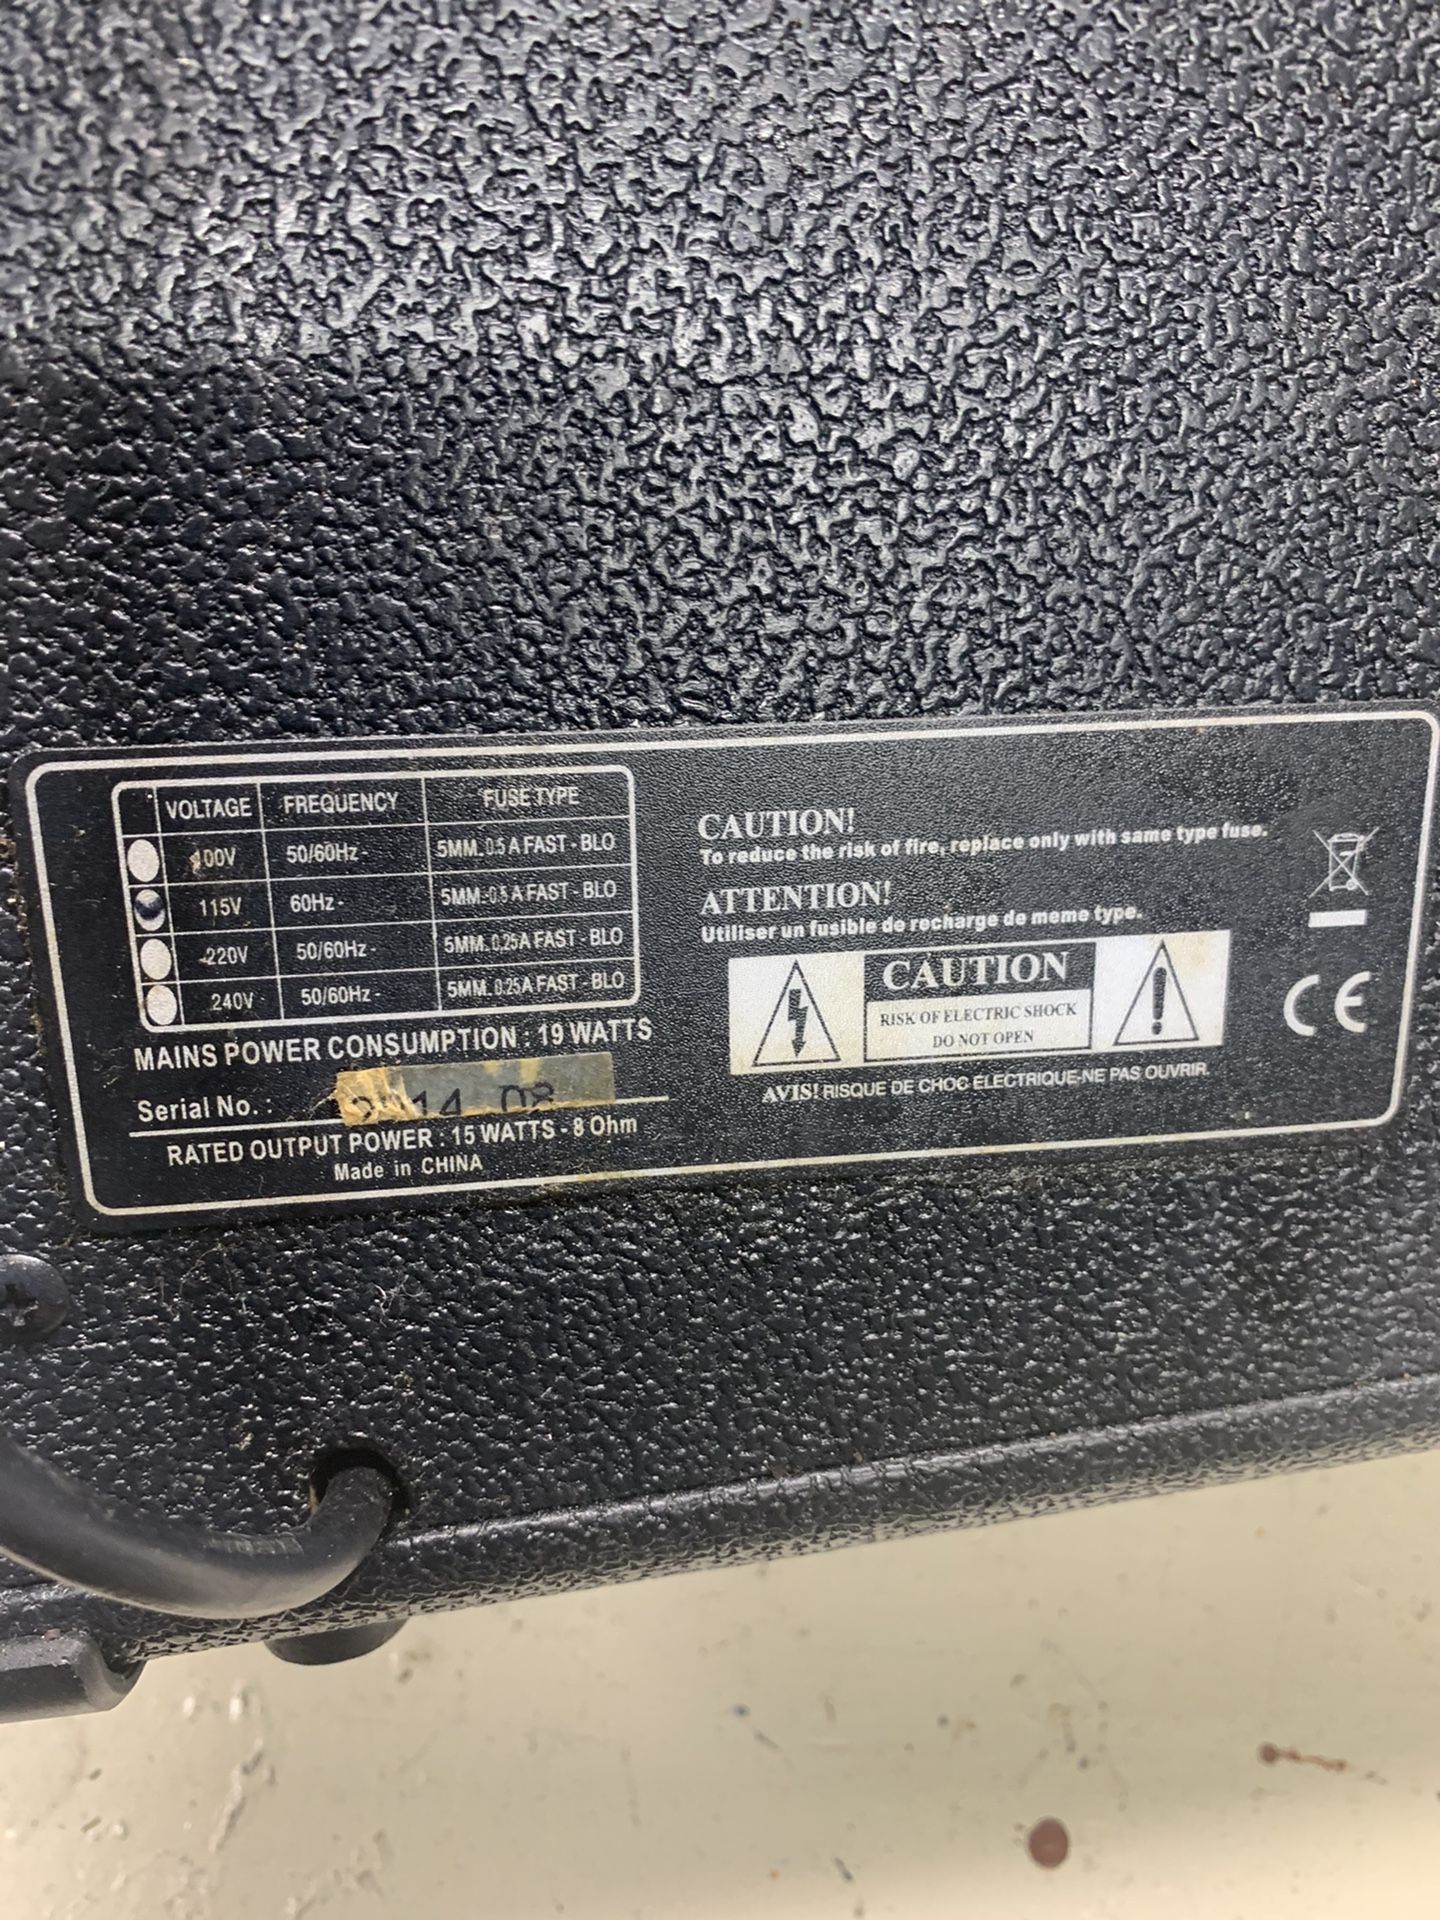 VOLTAGE FREQUENCY FUSE TYPE
100V 50/60Hz- 5MM. 0.5 A FAST - BLO
115V 60Hz- 5MM. 0.5 A FAST - BLO
220V 50/60Hz- 5MM. 0.25A FAST - BLO
240V 50/60Hz- 5MM. 0.25A FAST - BLO
MAINS POWER CONSUMPTION : 19 WATTS
Serial No. : 2014 08
RATED OUTPUT POWER : 15 WATTS - 8 Ohm
Made in CHINA
CAUTION!
To reduce the risk of fire, replace only with same type fuse.
ATTENTION!
Utiliser un fusible de recharge de meme type.
CAUTION
RISK OF ELECTRIC SHOCK
DO NOT OPEN
AVIS! RISQUE DE CHOC ELECTRIQUE-NE PAS OUVRIR.
CE